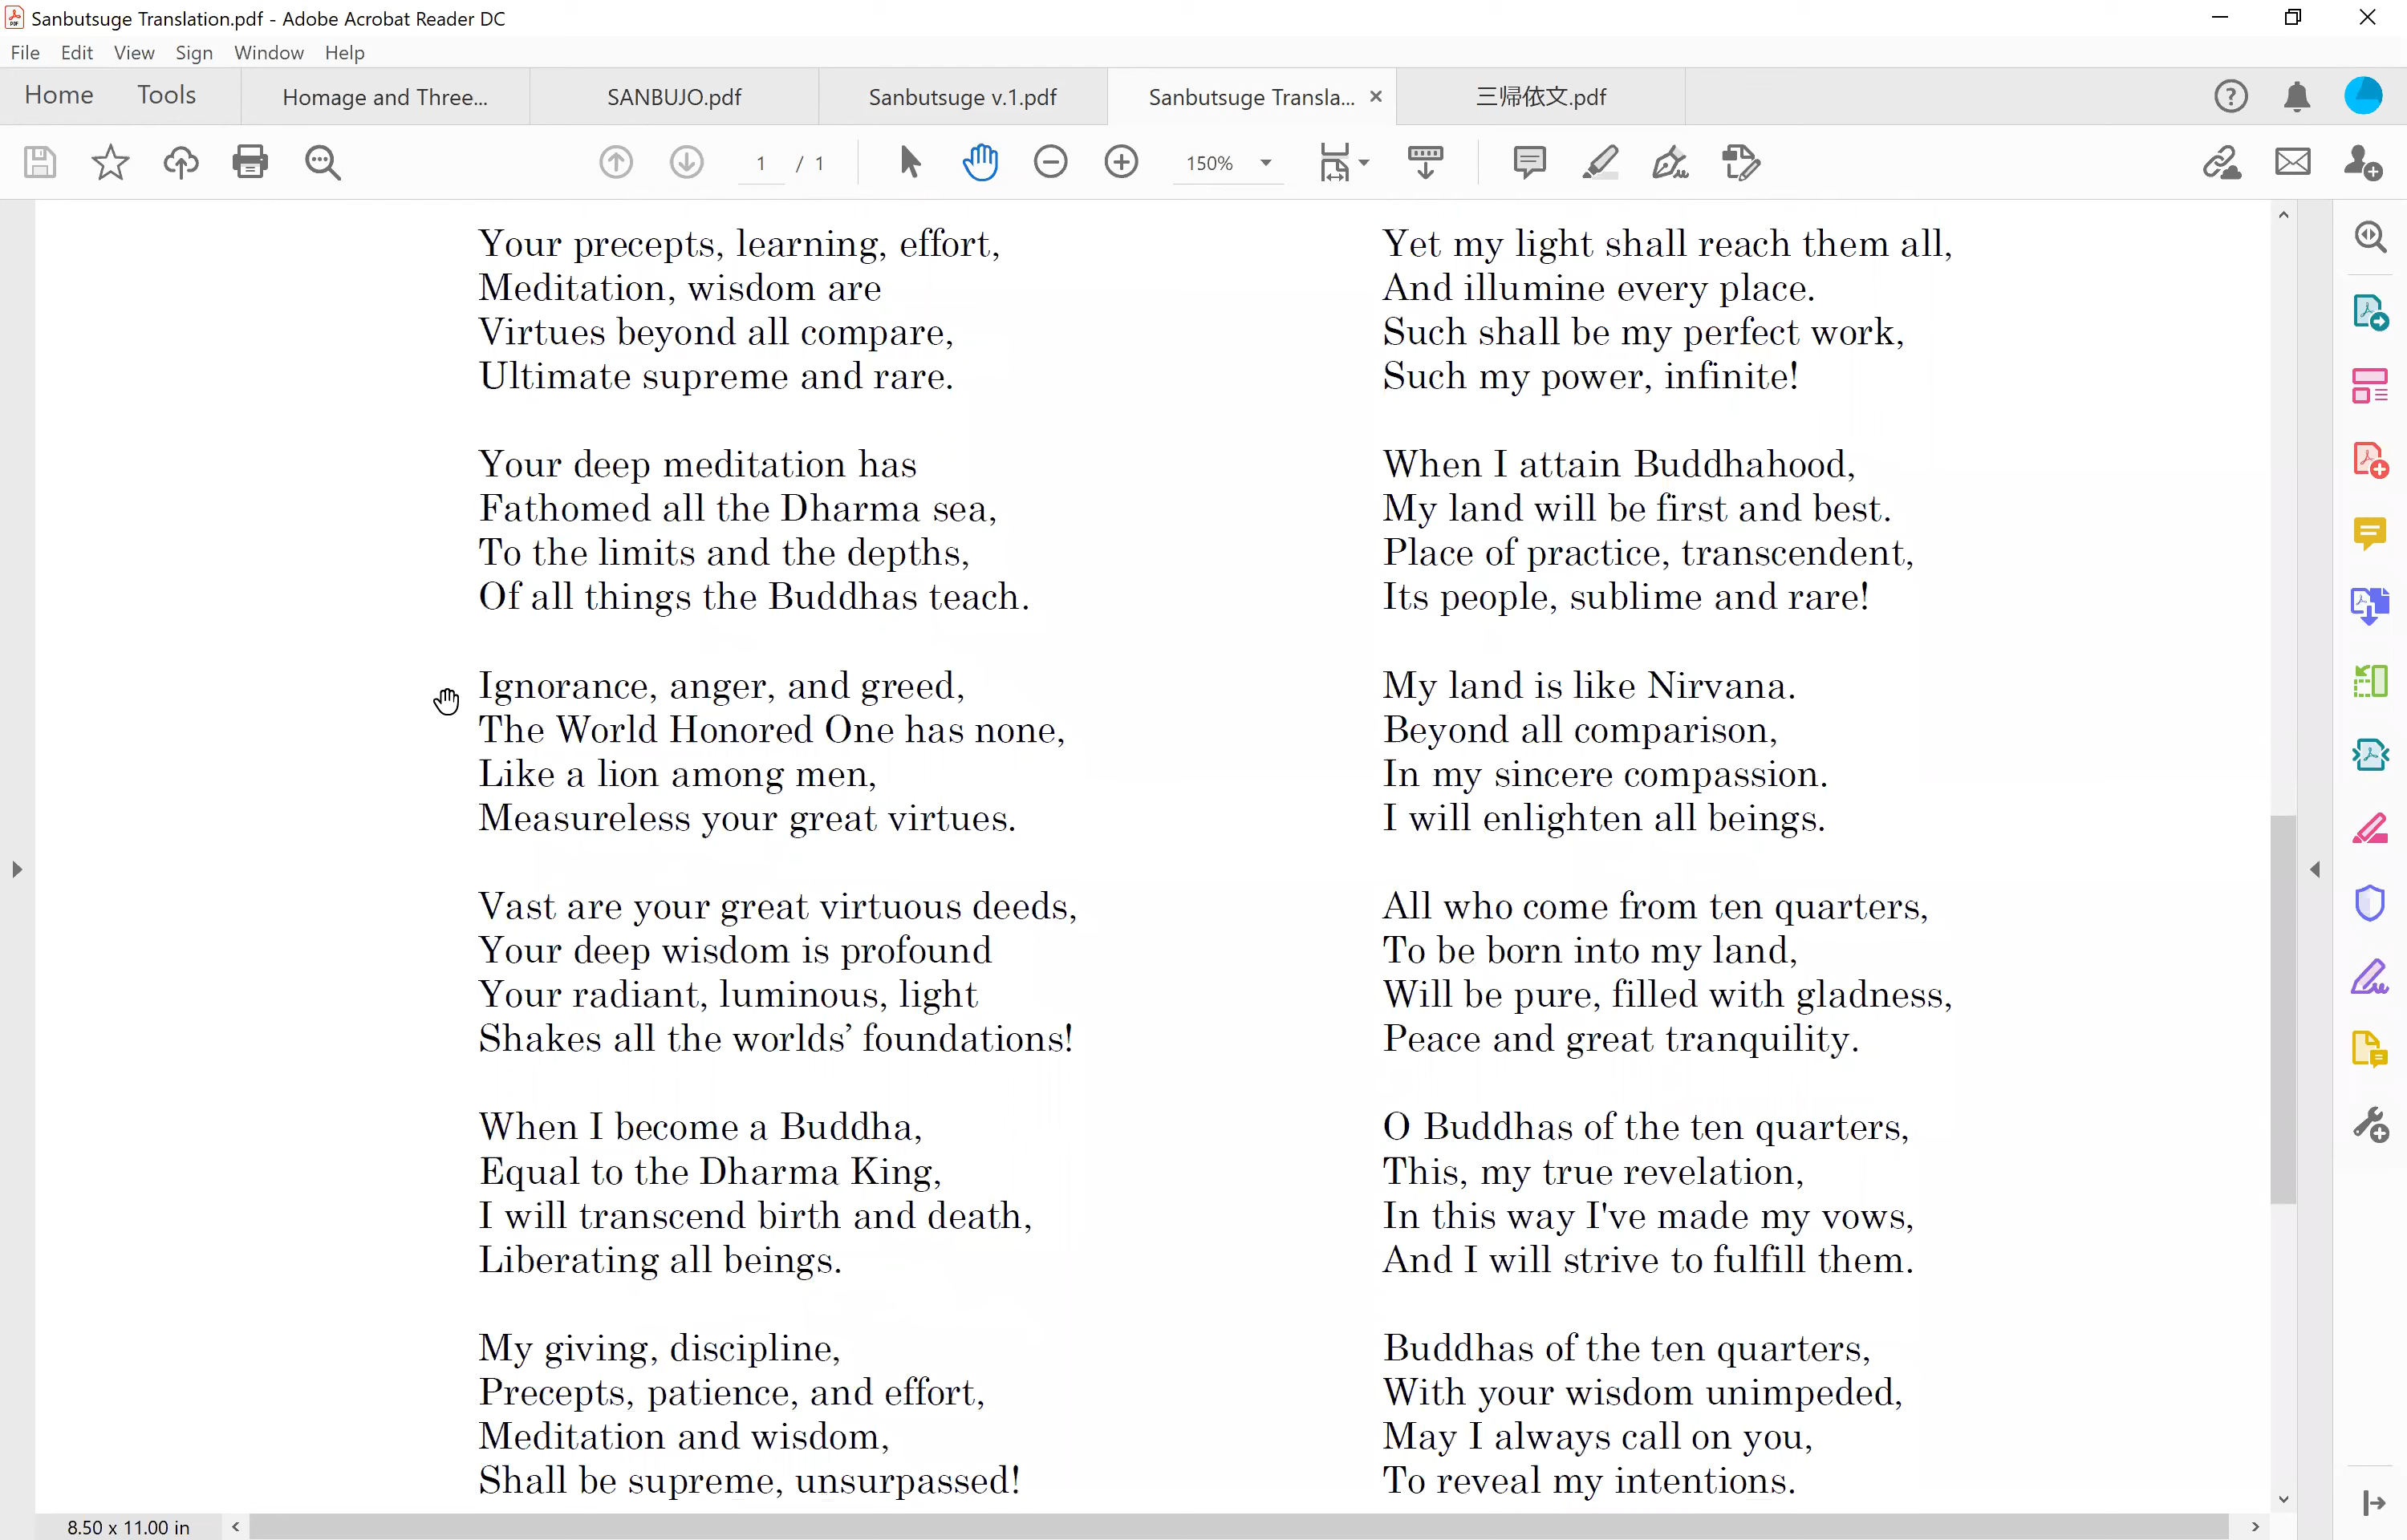 Sanbutsuge Translation.pdf - Adobe Acrobat Reader DC
File Edit View Sign Window Help
Home Tools Homage and Three... SANBUJO.pdf Sanbutsuge v.1.pdf Sanbutsuge Transla... 三帰依文.pdf
1 / 1 150%
Your precepts, learning, effort,
Meditation, wisdom are
Virtues beyond all compare,
Ultimate supreme and rare.
Your deep meditation has
Fathomed all the Dharma sea,
To the limits and the depths,
Of all things the Buddhas teach.
Ignorance, anger, and greed,
The World Honored One has none,
Like a lion among men,
Measureless your great virtues.
Vast are your great virtuous deeds,
Your deep wisdom is profound
Your radiant, luminous, light
Shakes all the worlds’ foundations!
When I become a Buddha,
Equal to the Dharma King,
I will transcend birth and death,
Liberating all beings.
My giving, discipline,
Precepts, patience, and effort,
Meditation and wisdom,
Shall be supreme, unsurpassed!
Yet my light shall reach them all,
And illumine every place.
Such shall be my perfect work,
Such my power, infinite!
When I attain Buddhahood,
My land will be first and best.
Place of practice, transcendent,
Its people, sublime and rare!
My land is like Nirvana.
Beyond all comparison,
In my sincere compassion.
I will enlighten all beings.
All who come from ten quarters,
To be born into my land,
Will be pure, filled with gladness,
Peace and great tranquility.
O Buddhas of the ten quarters,
This, my true revelation,
In this way I've made my vows,
And I will strive to fulfill them.
Buddhas of the ten quarters,
With your wisdom unimpeded,
May I always call on you,
To reveal my intentions.
8.50 x 11.00 in